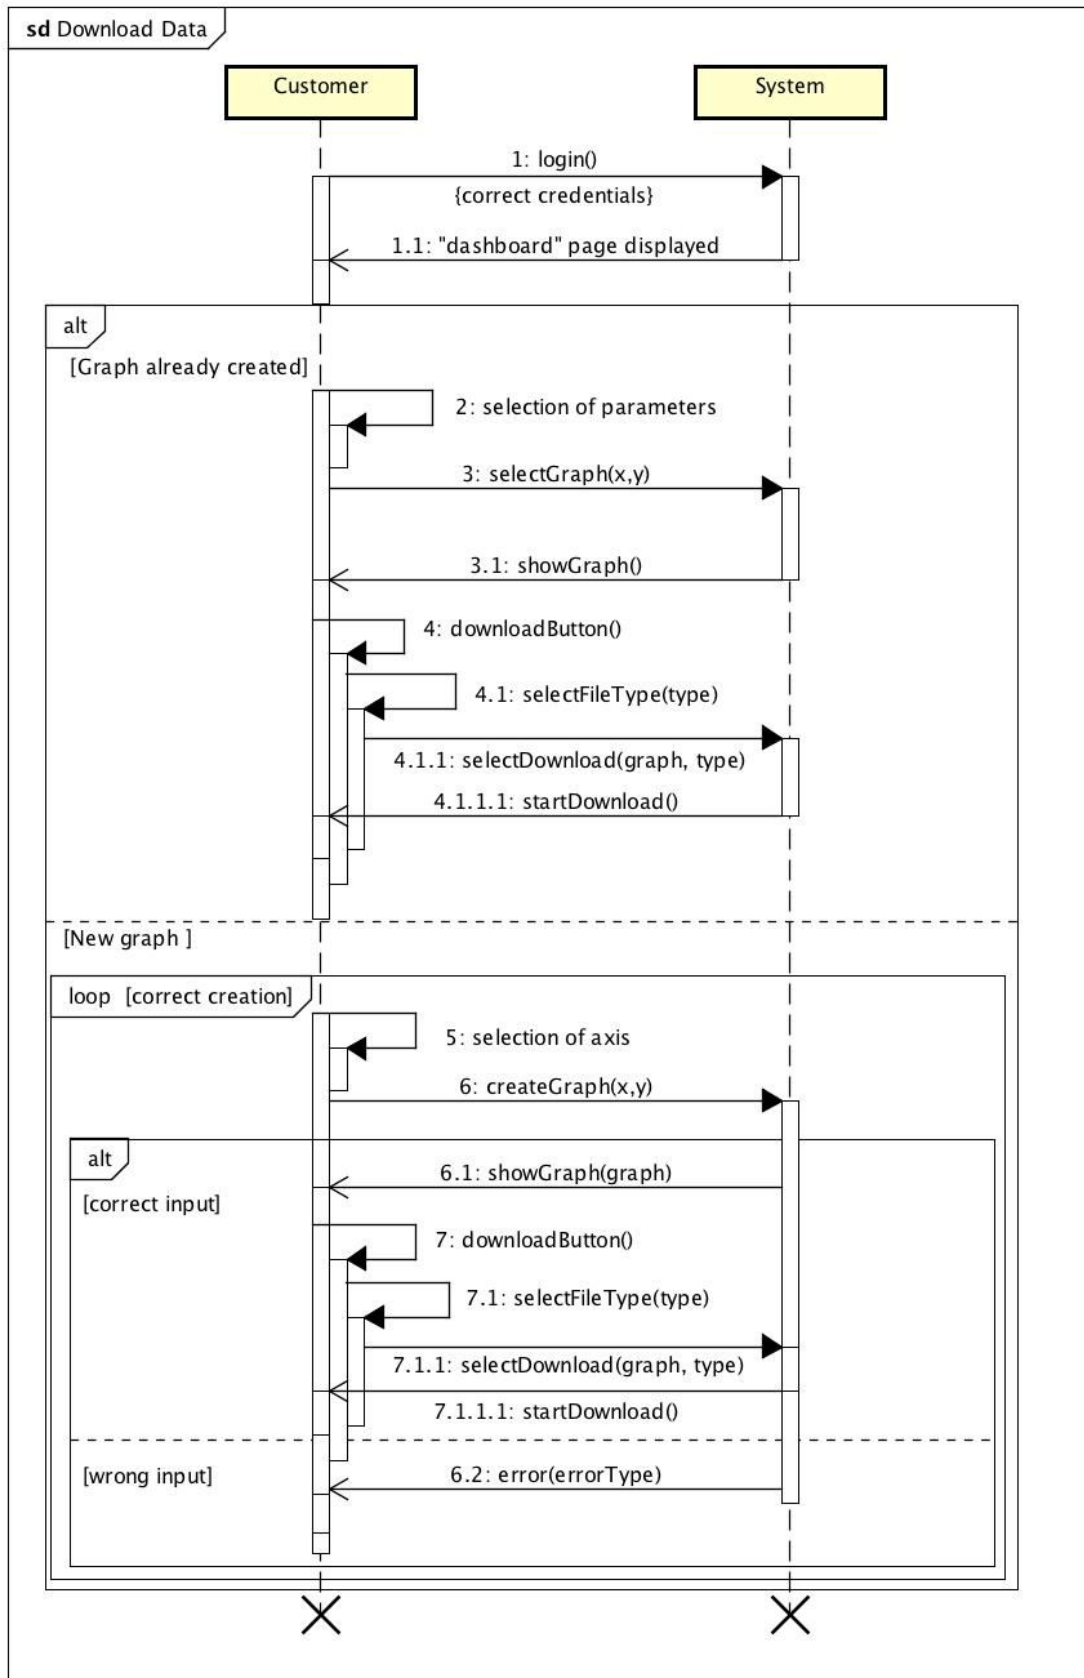 sd Download Data
Customer
System
1: login()
{correct credentials}
1.1: "dashboard" page displayed
alt
[Graph already created]
2: selection of parameters
3: selectGraph(x,y)
3.1: showGraph()
4: downloadButton()
4.1: selectFileType(type)
4.1.1: selectDownload(graph, type)
4.1.1.1: startDownload()
[New graph ]
loop [correct creation]
5: selection of axis
6: createGraph(x,y)
alt
6.1: showGraph(graph)
[correct input]
7: downloadButton()
7.1: selectFileType(type)
7.1.1: selectDownload(graph, type)
7.1.1.1: startDownload()
[wrong input]
6.2: error(errorType)